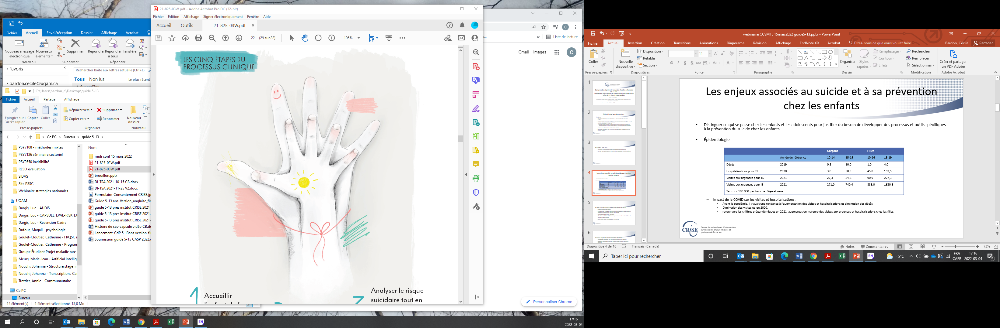 21-825-03W.pdf - Adobe Acrobat Pro DC (32-bit)
Fichier Edition Affichage Signer électroniquement Fenêtre Aide
Accueil Outils 21-825-03W.pdf ×
22 (29 sur 82) 106%
LES CINQ ÉTAPES DU
PROCESSUS CLINIQUE
1 Accueillir
Analyser le risque
suicidaire tout en
Fichier Accueil Envoi/réception Dossier Affichage Acrobat
Nouveau message
électronique
Nouveaux
éléments
Supprimer
Répondre Répondre
à tous
Transférer
Nouveau Supprimer Répondre
Favoris
Rechercher Boîte aux lettres actuelle (Ctrl+E)
Tous Non lus Le plus récent
bardon.cecile@uqam.ca
Aujourd'hui
C:\Users\bardon_c\Desktop\guide 5-13
Fichier Accueil Partage Affichage
Épingler sur l
'accès rapide
Copier Coller
Déplacer vers
Copier vers
Supprimer
Renommer
Nouveau
dossier
Presse-papiers Organiser Nouveau
Ce PC > Bureau > guide 5-13 >
PSY7108 - méthodes mixtes
PSY7126 séminaire sectoriel
PSY9550 invisibilité
RESO evaluation
SIDAS
Site PSSC
Webinaire strategies nationales
UQAM
Dargis, Luc - AUDIS
Dargis, Luc - CAPSULE_EVAL-RISK_EX
Dargis, Luc - Recension Cadre
Dufour, Magali - psychologie
Goulet-Cloutier, Catherine - FRQSC r
Goulet-Cloutier, Catherine - Program
Groupe Étudiant Projet maladie rare
Meurs, Marie-Jean - Artificial intellig
Nouchi, Johanna - Structure stage_in
Nouchi, Johanna - Transcriptions Ca
Trottier, Annie - Communautaire
Ce PC
Bureau
Nom
midi conf 15 mars 2022
21-825-02W.pdf
21-825-03W.pdf
brouillon.pptx
DI-TSA 2021-10-15 CB.docx
DI-TSA 2021-11-25 V2.docx
Formulaire-Consentement CRISE.jp
Guide 5-13 ans-Version_anglaise_fin
guide 5-13 pres institut CRISE 2021
guide 5-13 pres institut CRISE 2021.
guide 5-13 pres institut CRISE 2021-
Histoire de cas-capsule vidéo CB.do
Lancement-CdP 5-13ans version-fin
Soumission guide 5-15 CASP 2022.d
14 élément(s) 1 élément sélectionné 13,0 Mo
Liste de lecture
Gmail Images
C
Personnaliser Chrome
17:16
2022-03-04
webinaire CCSMTL 15mars2022 guide5-13.pptx - PowerPoint
Fichier Accueil Insertion Création Transitions Animations Diaporama Révision Affichage EndNote X9 Acrobat Dites-nous ce que vous voulez faire. Bardon, Cécile Partager
Coller
Nouvelle
diapositive
Disposition
Rétablir
Section
11
Organiser
Styles
rapides
Remplissage
Contour
Effets
Rechercher
Remplacer
Sélectionner
Créer et partager
un PDF Adobe
Presse-papiers Diapositives Police Paragraphe Dessin Modification Adobe Acrobat
1
2
3
4
5
6
Les enjeux associés au suicide et à sa prévention
chez les enfants
• Distinguer ce qui se passe chez les enfants et les adolescents pour justifier du besoin de développer des processus et outils spécifiques
à la prévention du suicide chez les enfants
• Épidémiologie
Garçons Filles
Année de référence 10-14 15-19 10-14 15-19
Décès 2019 0,8 10,0 1,0 4,0
Hospitalisations pour TS 2020 3,0 50,9 45,8 152,5
Visites aux urgences pour TS 2021 22,3 84,8 90,9 227,3
Visites aux urgences pour IS 2021 271,0 740,4 885,0 1630,6
Taux sur 100 000 par tranche d'âge et sexe
– Impact de la COVID sur les visites et hospitalisations :
• Avant la pandémie, il y avait une tendance à l'augmentation des visites et hospitalisations et diminution des décès
• Diminution des visites et en 2020,
• retour vers les chiffres prépandémiques en 2021, augmentation majeure des visites aux urgences et hospitalisations chez les filles.
CRISE
Centre de recherche et d'intervention
sur le suicide, enjeux éthiques et
pratiques de fin de vie
Diapositive 4 de 18 Français (Canada) Notes Commentaires 73%
Taper ici pour rechercher
-5°C
FRA
CAFR
17:16
2022-03-04
2